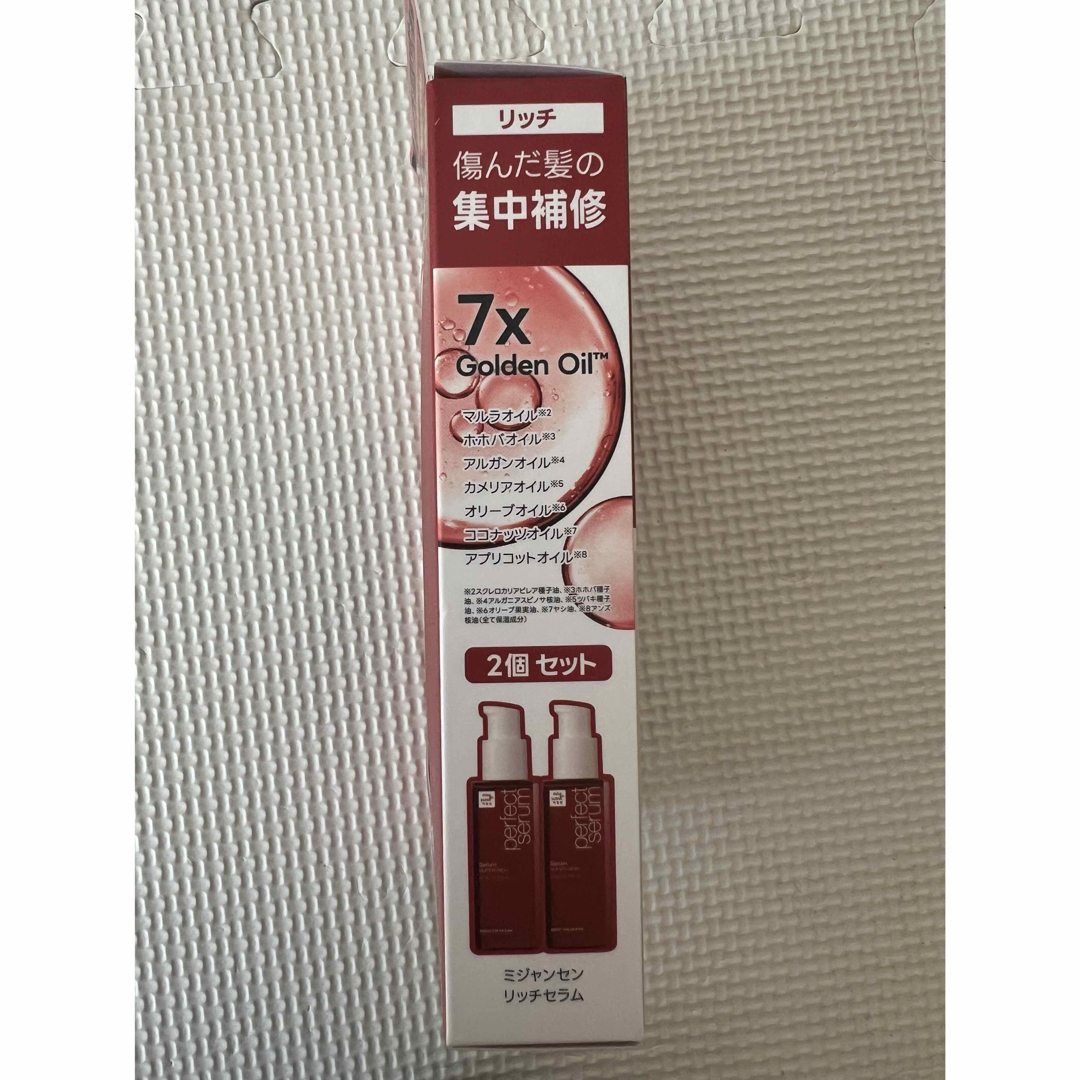 リッチ
傷んだ髪の
集中補修
7x
Golden Oil™
マルラオイル※2
ホホバオイル※3
アルガンオイル※4
カメリアオイル※5
オリーブオイル※6
ココナッツオイル※7
アプリコットオイル※8
※2スクレロカリアビレア種子油、※3ホホバ種子
油、※4アルガニアスピノサ核油、※5ツバキ種子
油、※6オリーブ果実油、※7ヤシ油、※8アンズ
核油(全て保湿成分)
2個 セット
perfect
serum
perfect
serum
ミジャンセン
リッチセラム